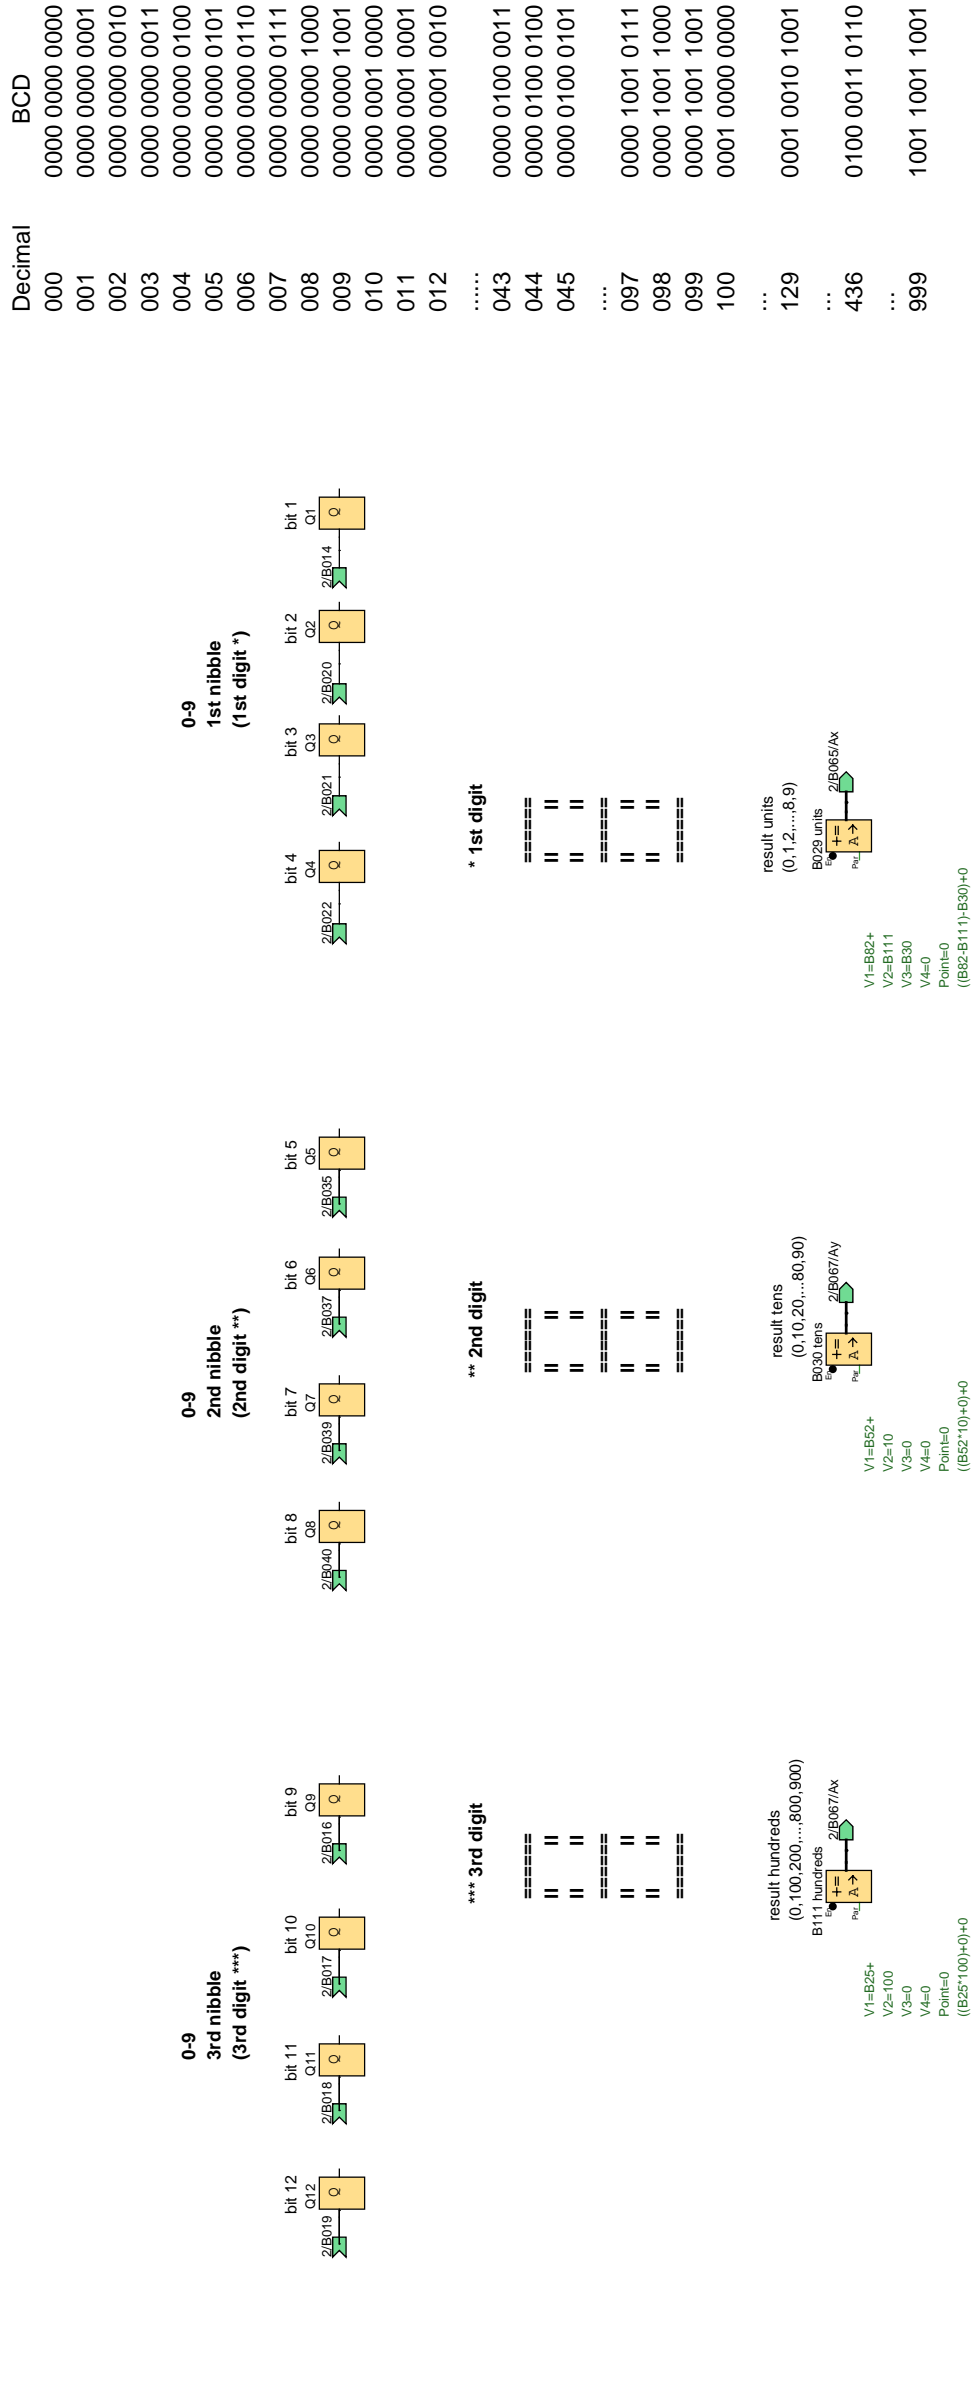 0-9
3rd nibble
(3rd digit ***)
bit 12
Q12
Q
2/B019
bit 11
Q11
Q
2/B018
bit 10
Q10
Q
2/B017
bit 9
Q9
Q
2/B016
*** 3rd digit
======
= =
= =
======
= =
= =
======
result hundreds
(0,100,200,...,800,900)
B111 hundreds
En
+=
A→
Par
2/B067/Ax
V1=B25+
V2=100
V3=0
V4=0
Point=0
((B25*100)+0)+0
0-9
2nd nibble
(2nd digit **)
bit 8
Q8
Q
2/B040
bit 7
Q7
Q
2/B039
bit 6
Q6
Q
2/B037
bit 5
Q5
Q
2/B035
** 2nd digit
======
= =
= =
======
= =
= =
======
result tens
(0,10,20,...80,90)
B030 tens
En
+=
A→
Par
2/B067/Ay
V1=B52+
V2=10
V3=0
V4=0
Point=0
((B52*10)+0)+0
0-9
1st nibble
(1st digit *)
bit 4
Q4
Q
2/B022
bit 3
Q3
Q
2/B021
bit 2
Q2
Q
2/B020
bit 1
Q1
Q
2/B014
* 1st digit
======
= =
= =
======
= =
= =
======
result units
(0,1,2,...,8,9)
B029 units
En
+=
A→
Par
2/B065/Ax
V1=B82+
V2=B111
V3=B30
V4=0
Point=0
((B82-B111)-B30)+0
Decimal BCD
000 0000 0000 0000
001 0000 0000 0001
002 0000 0000 0010
003 0000 0000 0011
004 0000 0000 0100
005 0000 0000 0101
006 0000 0000 0110
007 0000 0000 0111
008 0000 0000 1000
009 0000 0000 1001
010 0000 0001 0000
011 0000 0001 0001
012 0000 0001 0010
......
043 0000 0100 0011
044 0000 0100 0100
045 0000 0100 0101
.....
097 0000 1001 0111
098 0000 1001 1000
099 0000 1001 1001
100 0001 0000 0000
...
129 0001 0010 1001
...
436 0100 0011 0110
...
999 1001 1001 1001